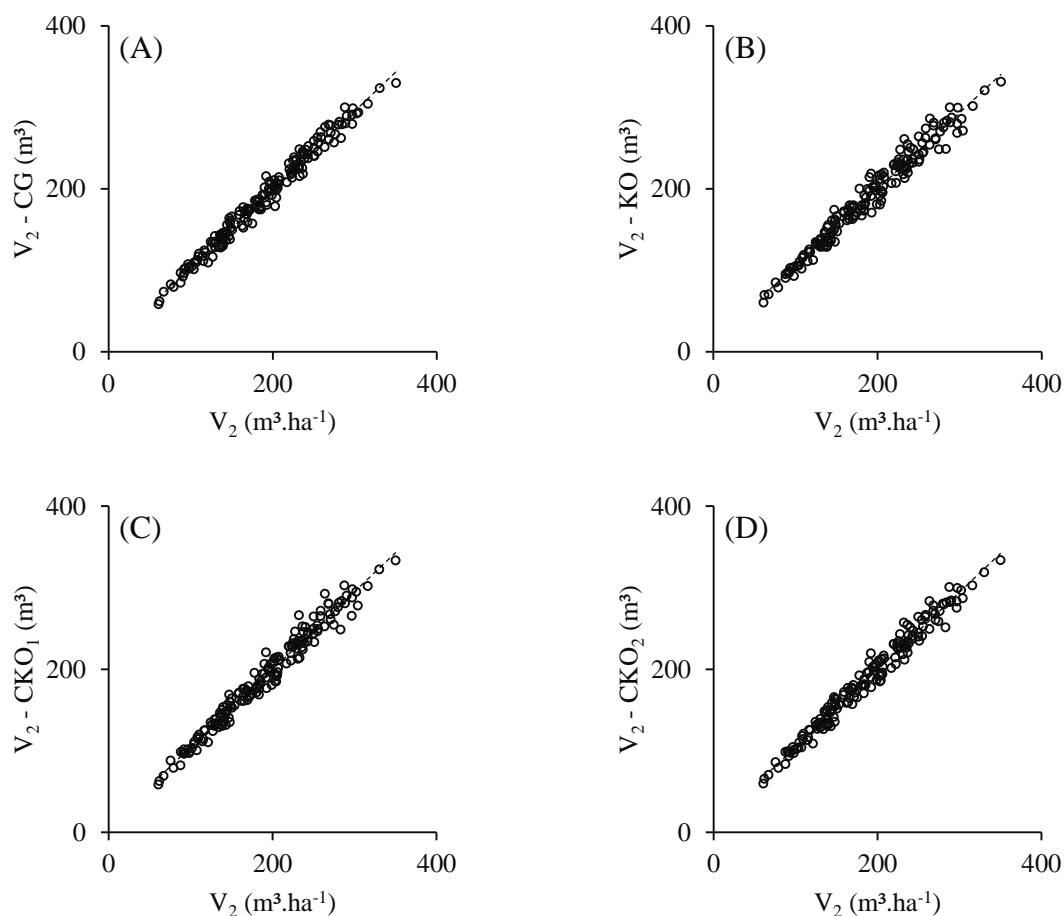 (A)
400
200
0
0 200 400
V₂ - CG (m³)
V₂ (m³.ha⁻¹)
(B)
400
200
0
0 200 400
V₂ - KO (m³)
V₂ (m³.ha⁻¹)
(C)
400
200
0
0 200 400
V₂ - CKO₁ (m³)
V₂ (m³.ha⁻¹)
(D)
400
200
0
0 200 400
V₂ - CKO₂ (m³)
V₂ (m³.ha⁻¹)